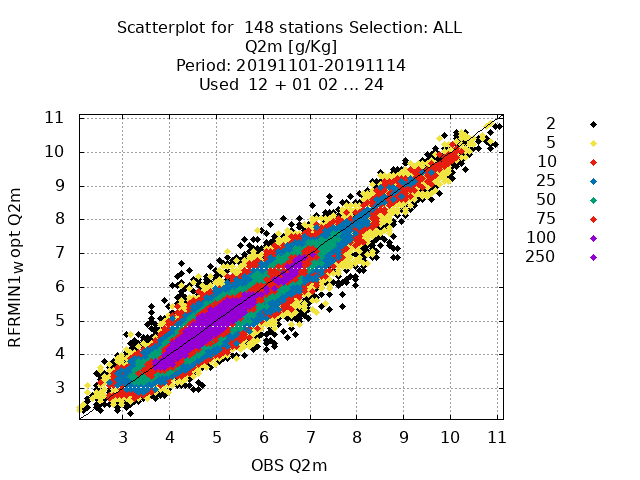 Scatterplot for  148 stations Selection: ALL
Q2m [g/Kg]
Period: 20191101-20191114
Used  12 + 01 02 ... 24
11
10
9
8
7
6
5
4
3
RFRMIN1w opt Q2m
3 4 5 6 7 8 9 10 11
OBS Q2m
2
5
10
25
50
75
100
250